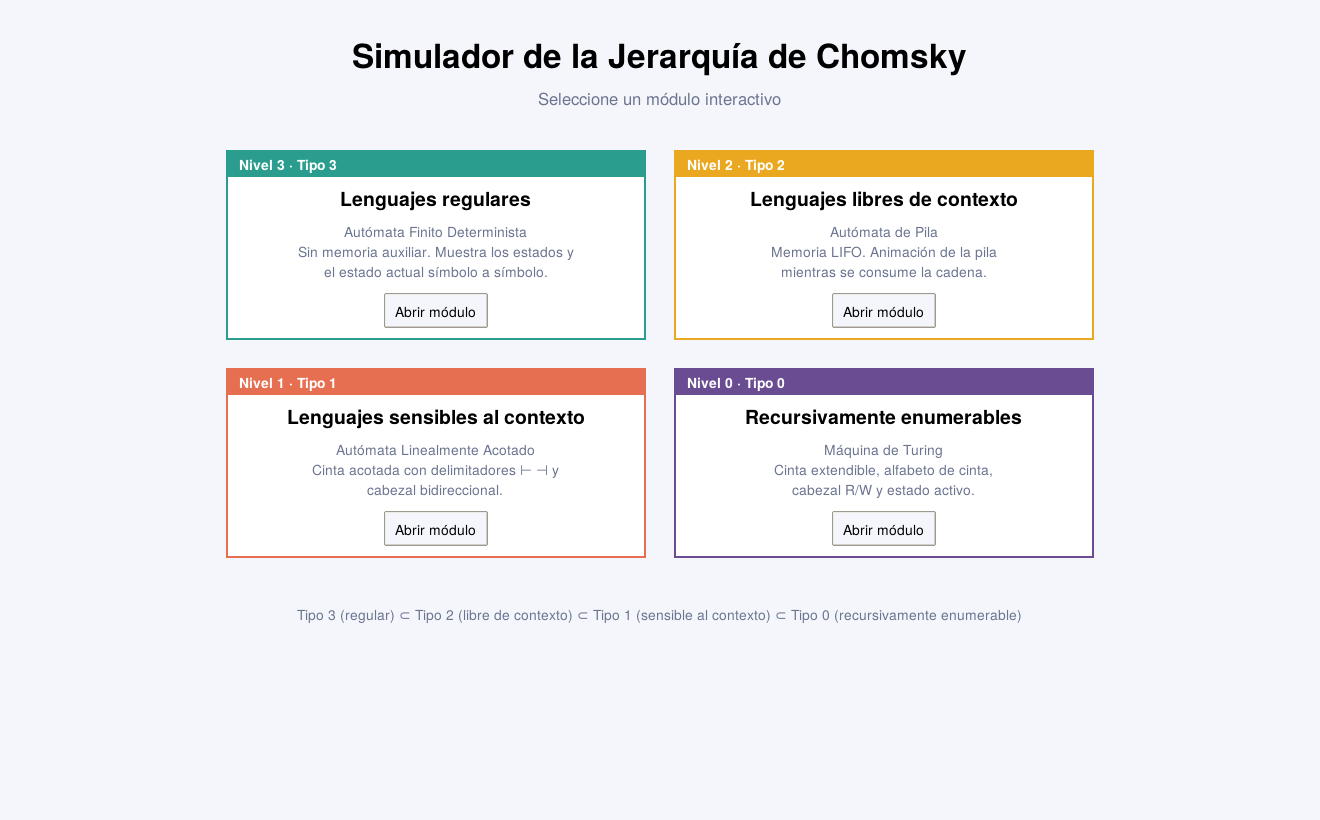 Simulador de la Jerarquía de Chomsky
Seleccione un módulo interactivo
Nivel 3 · Tipo 3
Lenguajes regulares
Autómata Finito Determinista
Sin memoria auxiliar. Muestra los estados y
el estado actual símbolo a símbolo.
Abrir módulo
Nivel 2 · Tipo 2
Lenguajes libres de contexto
Autómata de Pila
Memoria LIFO. Animación de la pila
mientras se consume la cadena.
Abrir módulo
Nivel 1 · Tipo 1
Lenguajes sensibles al contexto
Autómata Linealmente Acotado
Cinta acotada con delimitadores ⊢ ⊣ y
cabezal bidireccional.
Abrir módulo
Nivel 0 · Tipo 0
Recursivamente enumerables
Máquina de Turing
Cinta extendible, alfabeto de cinta,
cabezal R/W y estado activo.
Abrir módulo
Tipo 3 (regular) ⊂ Tipo 2 (libre de contexto) ⊂ Tipo 1 (sensible al contexto) ⊂ Tipo 0 (recursivamente enumerable)